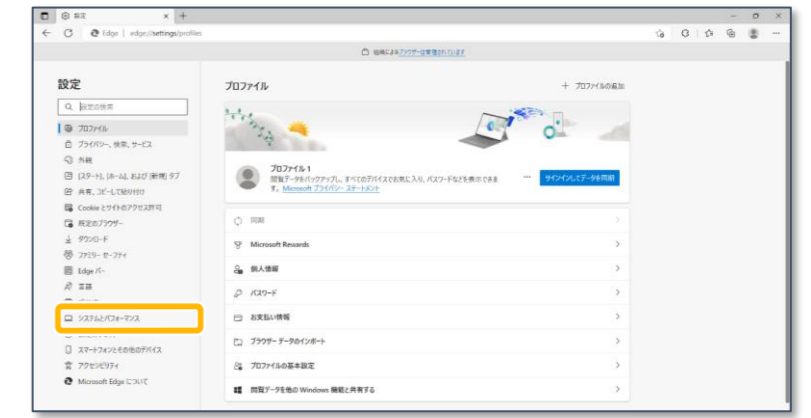 設定
Edge | edge://settings/profiles
組織によってブラウザーは管理されています
設定
設定の検索
プロファイル
プライバシー、検索、サービス
外観
[スタート]、[ホーム]、および [新規] タブ
共有、コピーして貼り付け
Cookie とサイトのアクセス許可
既定のブラウザー
ダウンロード
ファミリー セーフティ
Edge バー
言語
システムとパフォーマンス
スマートフォンとその他のデバイス
アクセシビリティ
Microsoft Edge について
プロファイル
プロファイルの追加
プロファイル 1
閲覧データをバックアップし、すべてのデバイスでお気に入り、パスワードなどを表示できま
す。Microsoft プライバシー ステートメント
サインインしてデータを同期
同期
Microsoft Rewards
個人情報
パスワード
お支払い情報
ブラウザー データのインポート
プロファイルの基本設定
閲覧データを他の Windows 機能と共有する